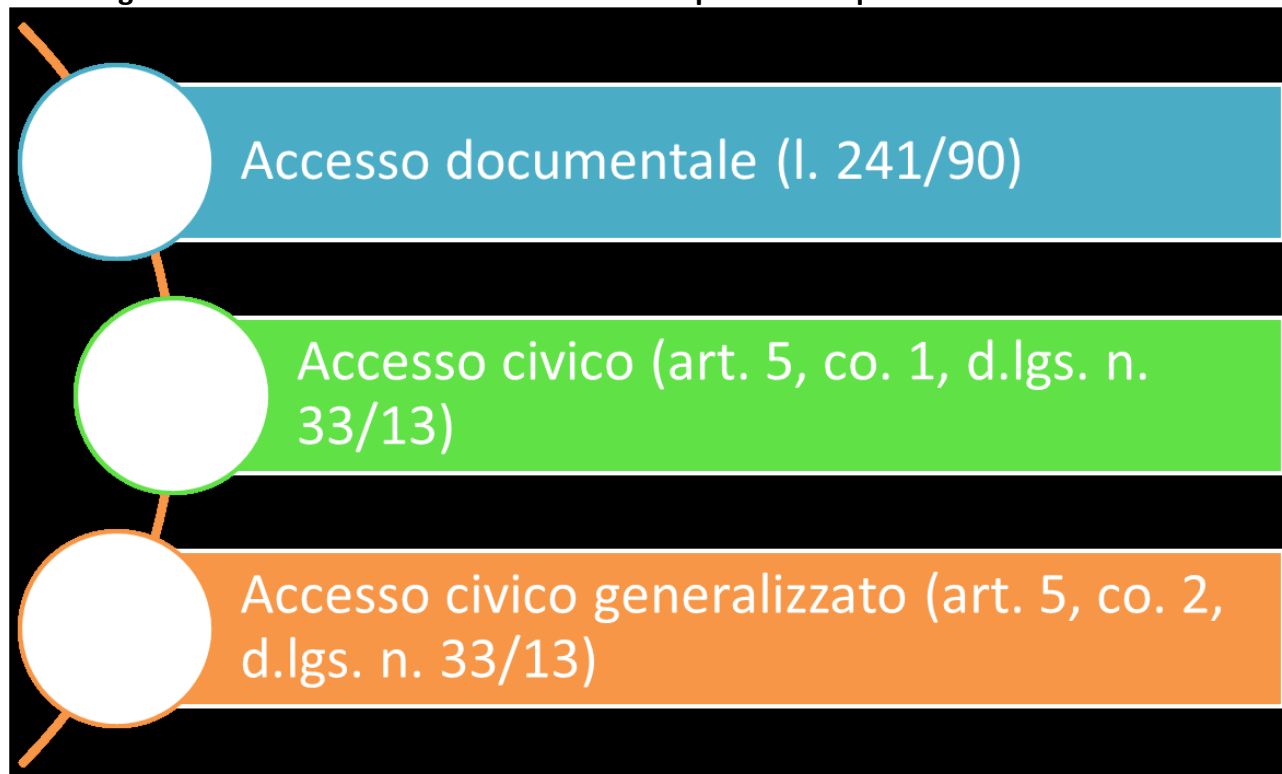 Accesso documentale (l. 241/90)
Accesso civico (art. 5, co. 1, d.lgs. n.
33/13)
Accesso civico generalizzato (art. 5, co. 2,
d.lgs. n. 33/13)